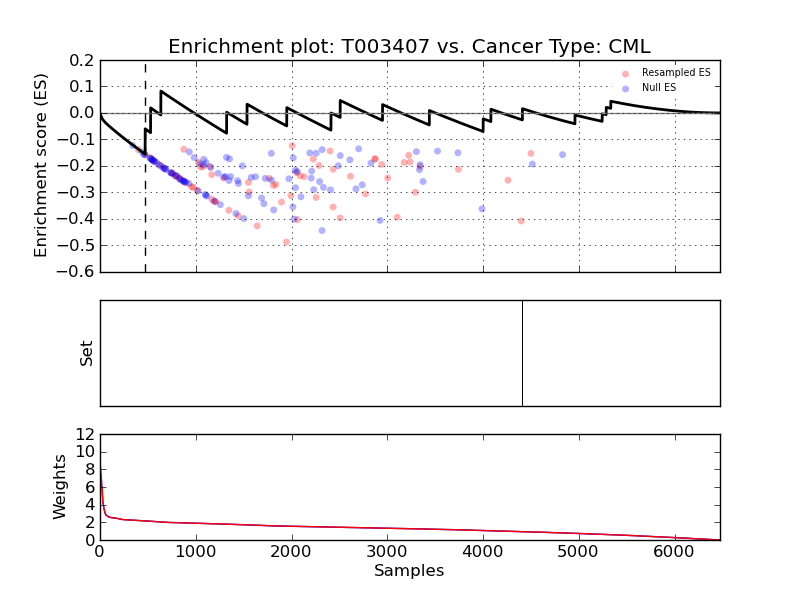 Enrichment plot: T003407 vs. Cancer Type: CML
Enrichment score (ES)
0.2
0.1
0.0
−0.1
−0.2
−0.3
−0.4
−0.5
−0.6
Resampled ES
Null ES
Set
Weights
12
10
8
6
4
2
0
0 1000 2000 3000 4000 5000 6000
Samples